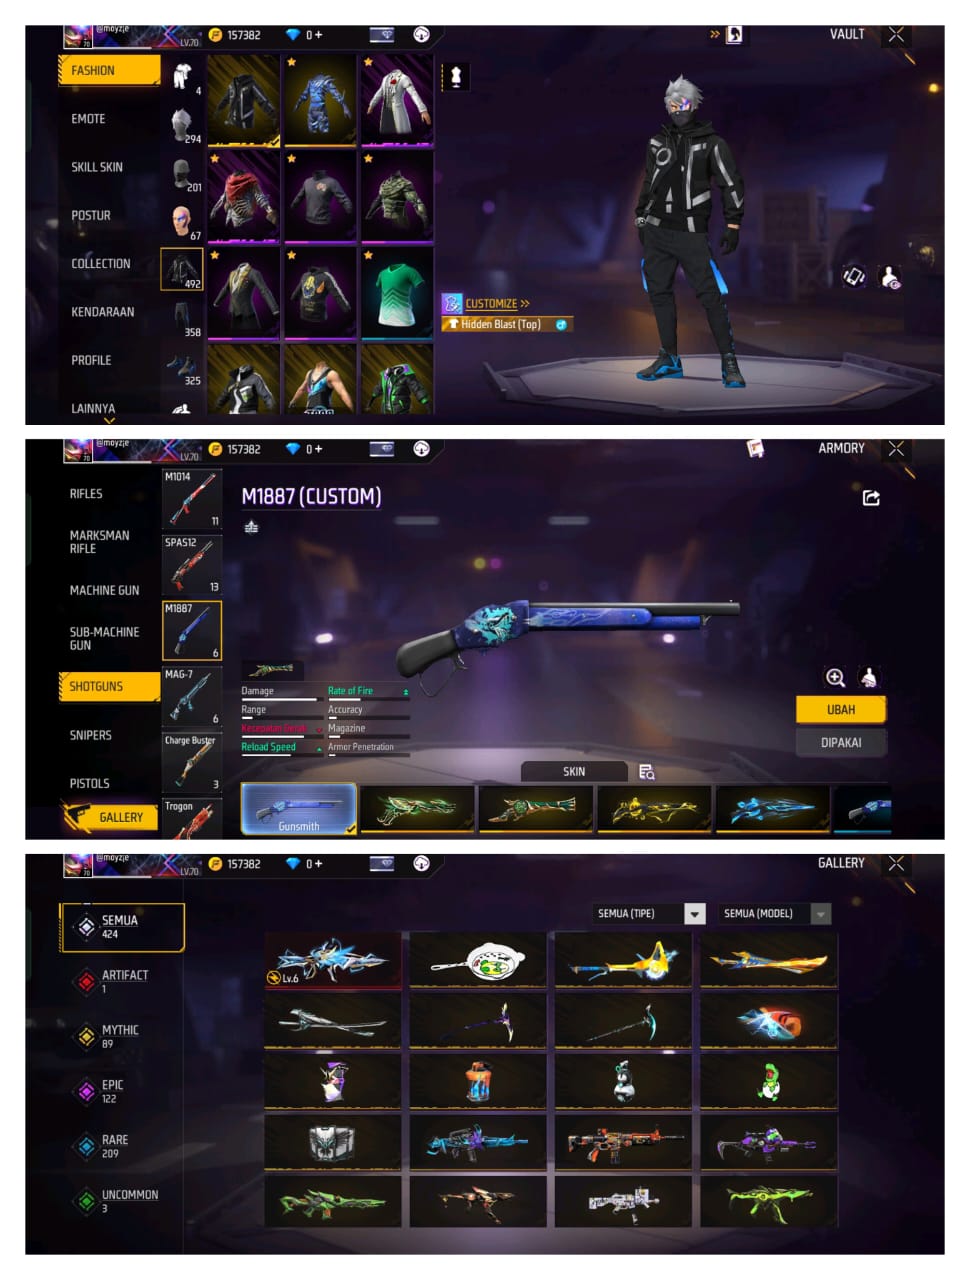 @moyzje
70
LV.70
157382
0 +
VAULT
FASHION
EMOTE
SKILL SKIN
POSTUR
COLLECTION
KENDARAAN
PROFILE
LAINNYA
4
294
201
67
492
358
325
CUSTOMIZE >>
Hidden Blast (Top)
@moyzje
70
LV.70
157382
0 +
ARMORY
RIFLES
MARKSMAN
RIFLE
MACHINE GUN
SUB-MACHINE
GUN
SHOTGUNS
SNIPERS
PISTOLS
GALLERY
M1014
11
SPAS12
13
M1887
6
MAG-7
6
Charge Buster
3
Trogon
M1887 (CUSTOM)
Damage
Rate of Fire
Range
Accuracy
Magazine
Reload Speed
Armor Penetration
UBAH
DIPAKAI
SKIN
Gunsmith
@moyzje
70
LV.70
157382
0 +
GALLERY
SEMUA
424
ARTIFACT
1
MYTHIC
89
EPIC
122
RARE
209
UNCOMMON
3
SEMUA (TIPE)
SEMUA (MODEL)
Lv.6